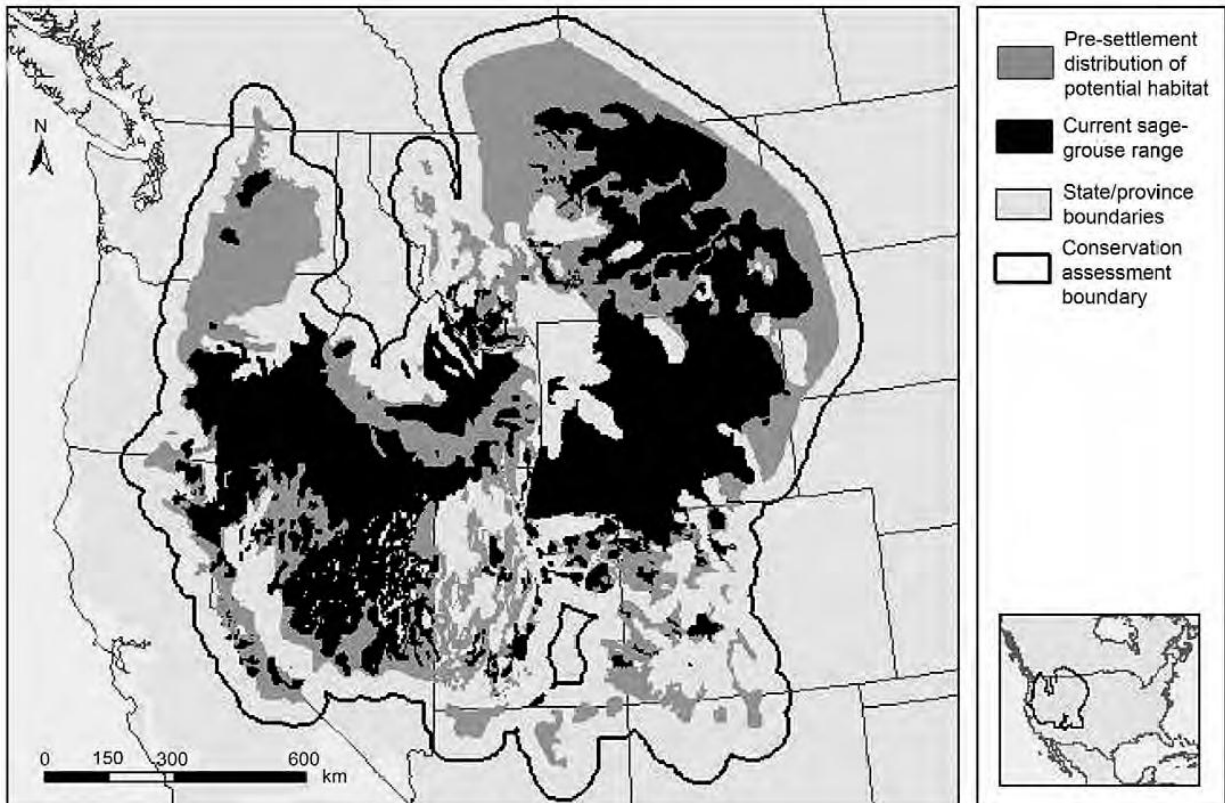 N
0 150 300 600
km
Pre-settlement
distribution of
potential habitat
Current sage-
grouse range
State/province
boundaries
Conservation
assessment
boundary